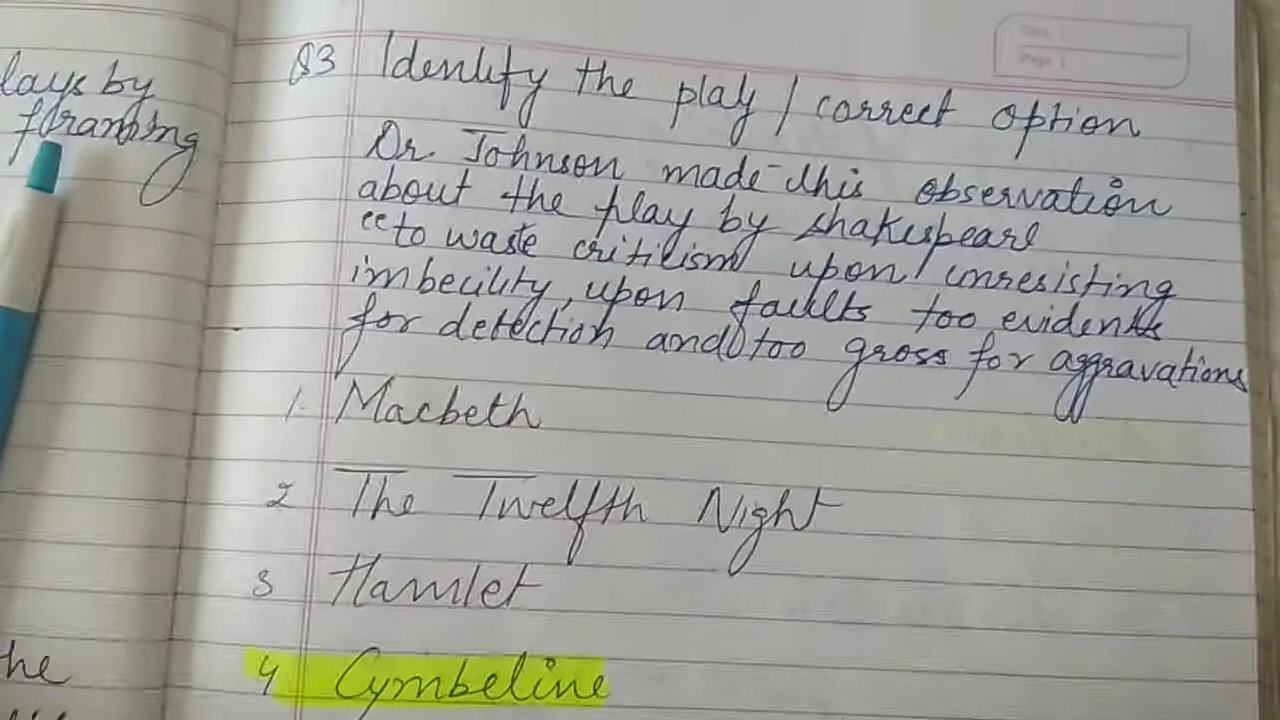 lays by
framing
Q3 Identify the play / correct option
Dr. Johnson made this observation
about the play by shakespeare
"to waste criticism upon unresisting
imbecility, upon faults too evident
for detection and too gross for aggravations
1. Macbeth
2 The Twelfth Night
3 Hamlet
he
4 Cymbeline